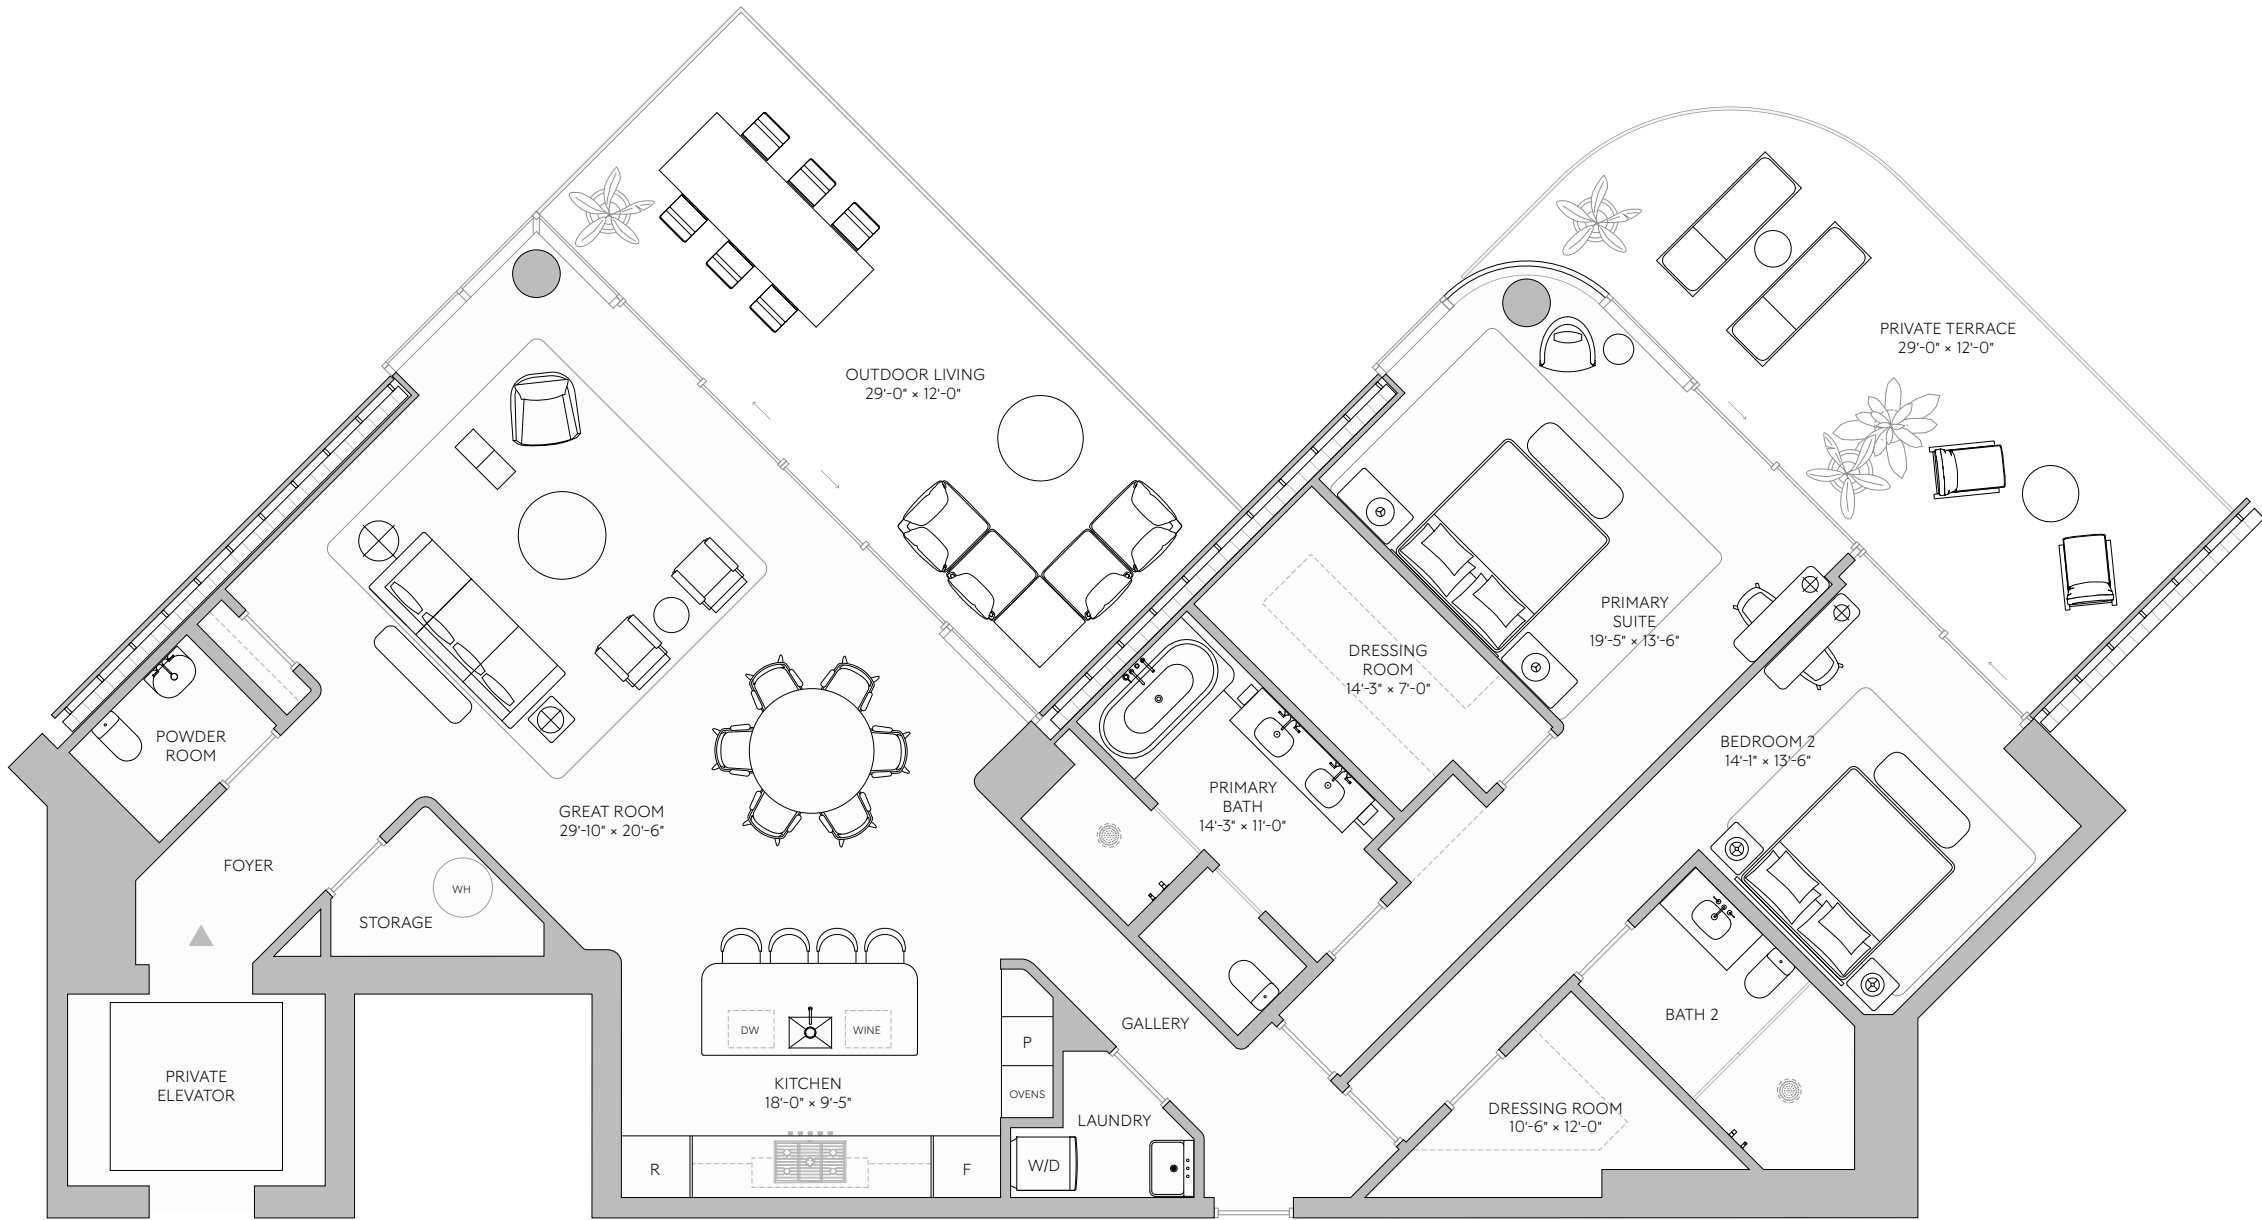 OUTDOOR LIVING
29'-0" × 12'-0"
PRIVATE TERRACE
29'-0" × 12'-0"
PRIMARY
SUITE
19'-5" × 13'-6"
DRESSING
ROOM
14'-3" × 7'-0"
POWDER
ROOM
BEDROOM 2
14'-1" × 13'-6"
PRIMARY
BATH
14'-3" × 11'-0"
GREAT ROOM
29'-10" × 20'-6"
FOYER
WH
STORAGE
DW
WINE
P
GALLERY
BATH 2
PRIVATE
ELEVATOR
KITCHEN
18'-0" × 9'-5"
OVENS
LAUNDRY
DRESSING ROOM
10'-6" × 12'-0"
R
F
W/D